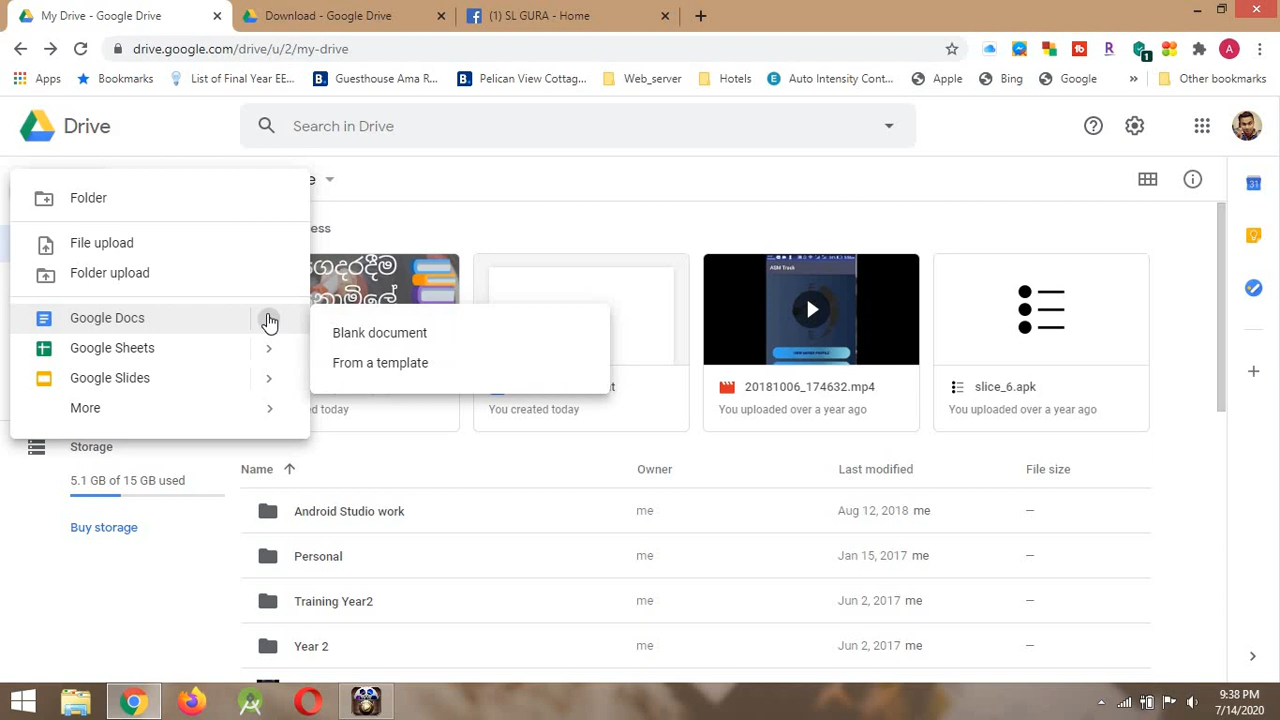 My Drive - Google Drive
Download - Google Drive
(1) SL GURA - Home
drive.google.com/drive/u/2/my-drive
Apps
Bookmarks
List of Final Year EE...
Guesthouse Ama R...
Pelican View Cottag...
Web_server
Hotels
Auto Intensity Cont...
Apple
Bing
Google
Other bookmarks
Drive
Search in Drive
Folder
File upload
Folder upload
Google Docs
Google Sheets
Google Slides
More
Blank document
From a template
ගෙදරදීම
නොමිලේ
ABM Track
20181006_174632.mp4
You uploaded over a year ago
slice_6.apk
You uploaded over a year ago
You created today
Storage
5.1 GB of 15 GB used
Buy storage
Name
Owner
Last modified
File size
Android Studio work
me
Aug 12, 2018 me
—
Personal
me
Jan 15, 2017 me
—
Training Year2
me
Jun 2, 2017 me
—
Year 2
me
Jun 2, 2017 me
—
9:38 PM
7/14/2020